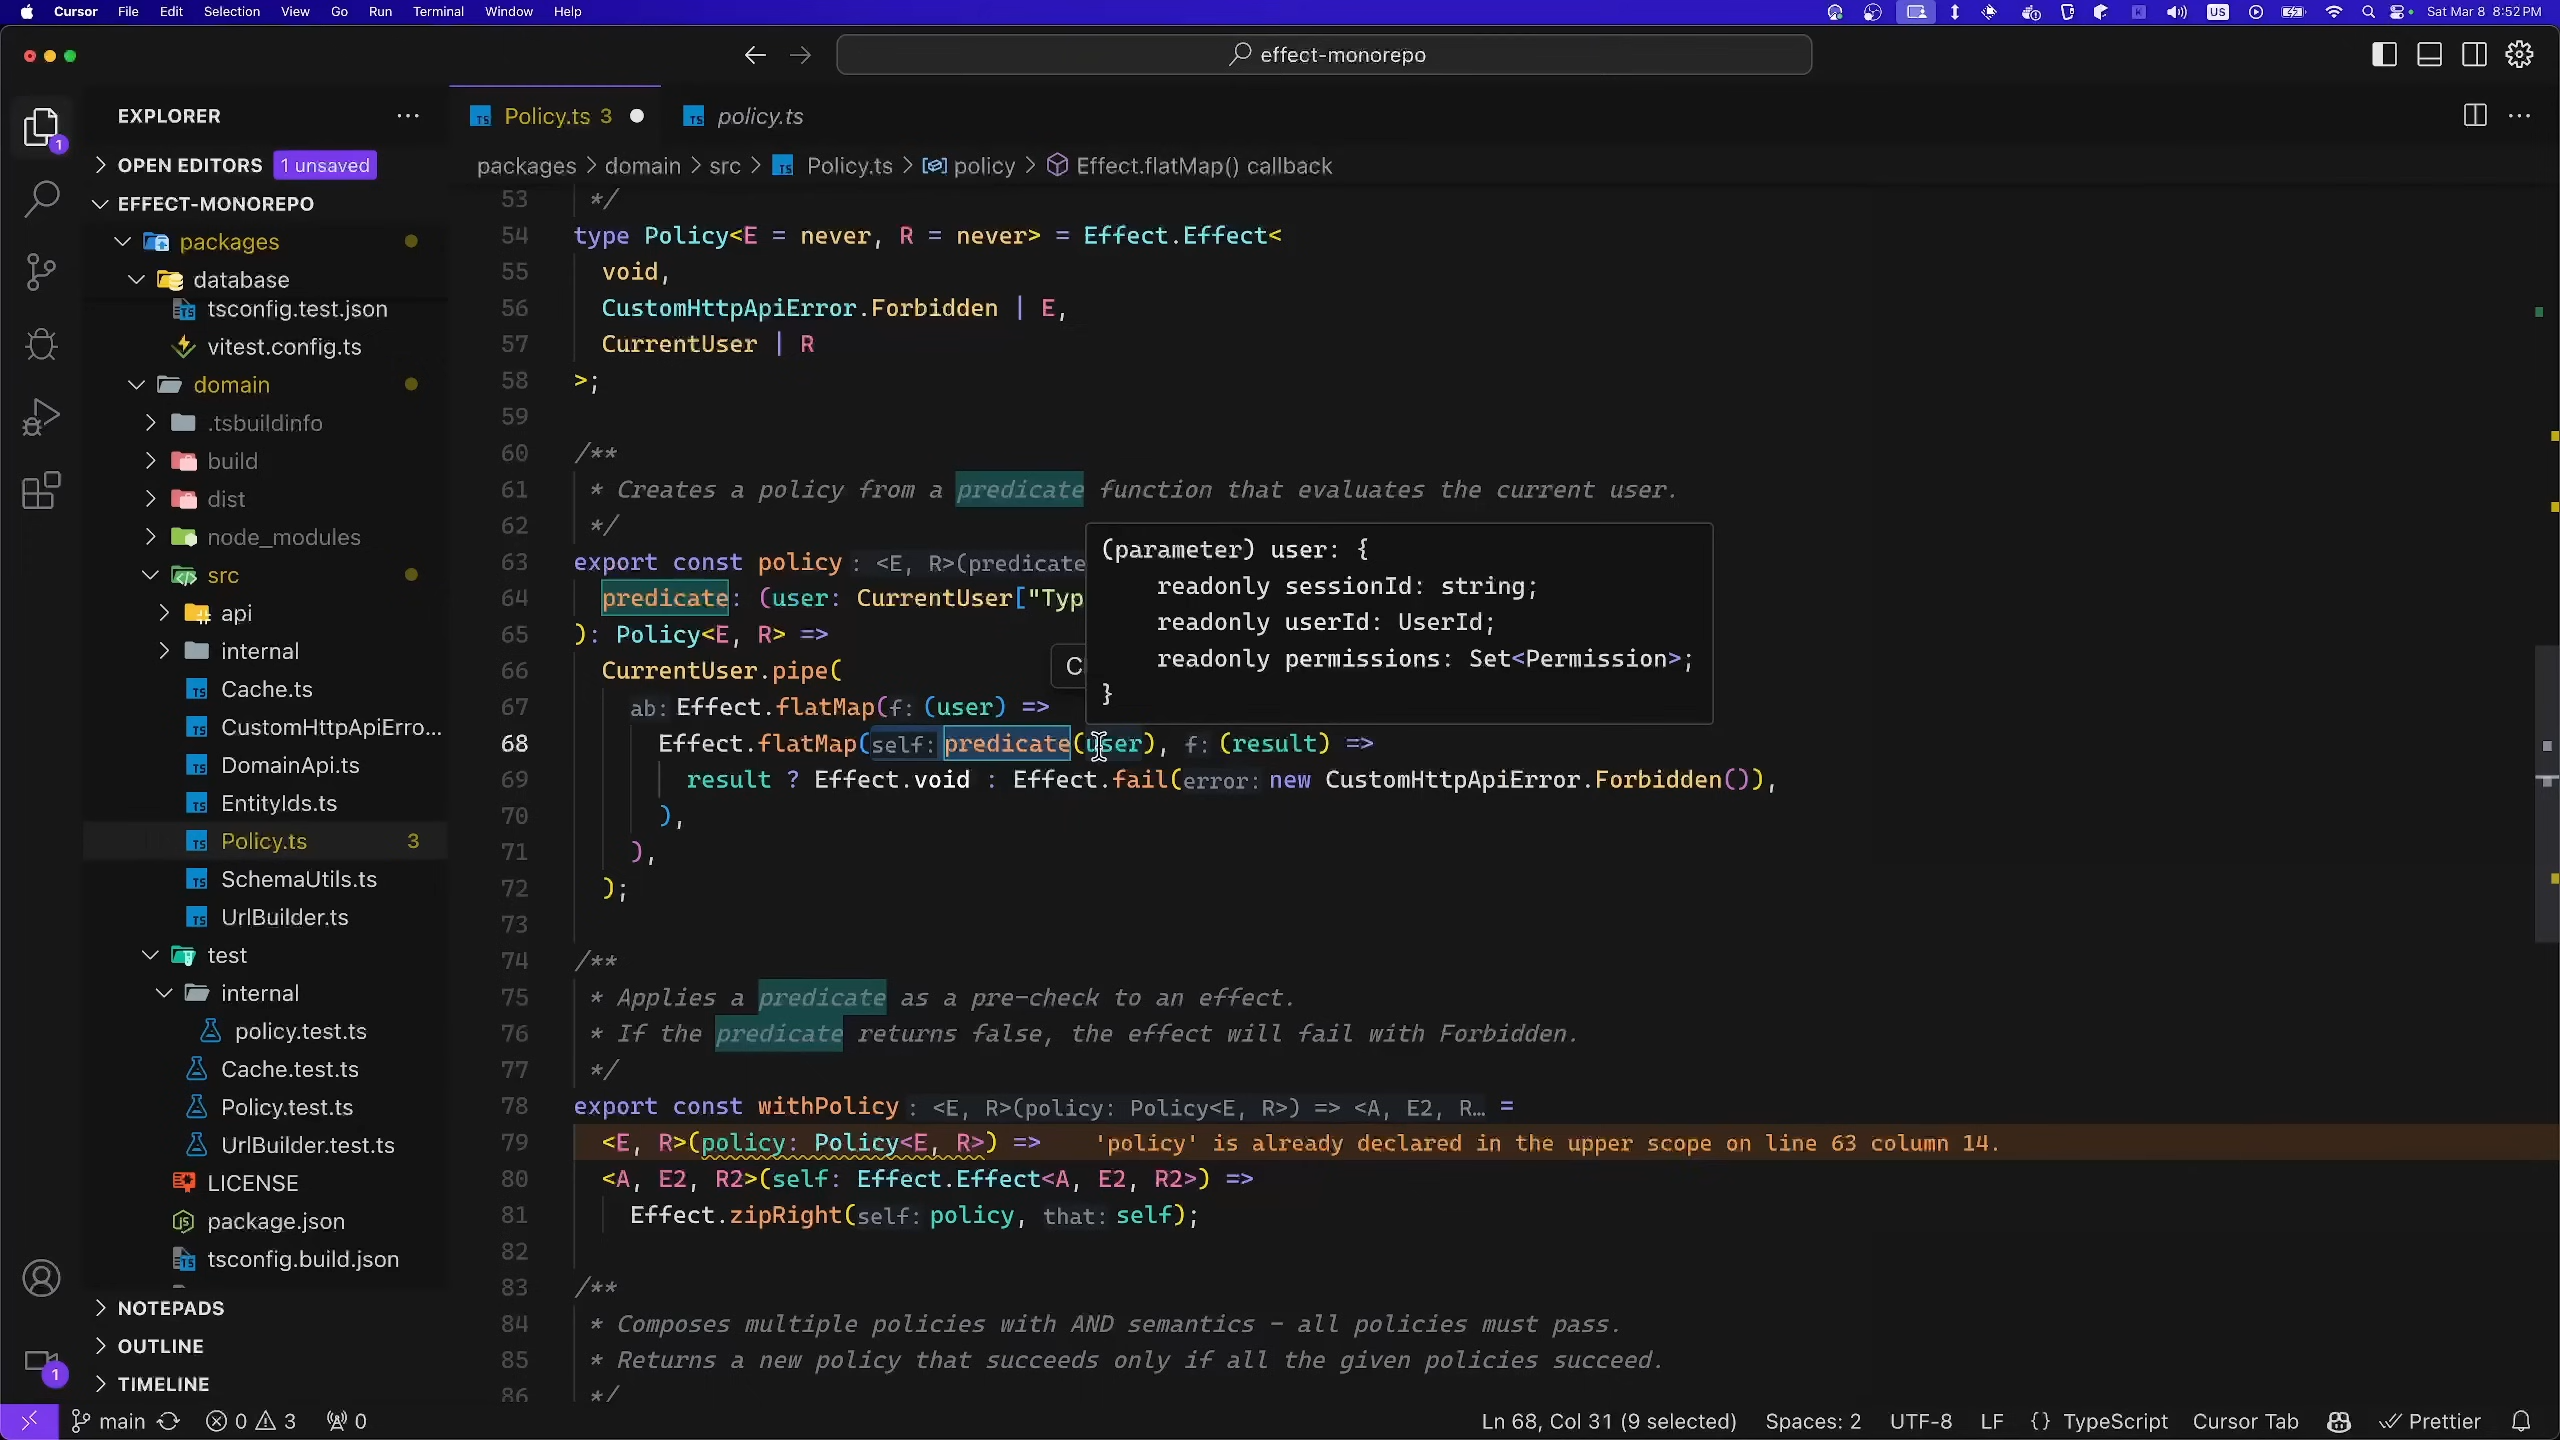 Cursor File Edit Selection View Go Run Terminal Window Help
US Sat Mar 8 8:52 PM
effect-monorepo
EXPLORER
OPEN EDITORS 1 unsaved
EFFECT-MONOREPO
packages
database
tsconfig.test.json
vitest.config.ts
domain
.tsbuildinfo
build
dist
node_modules
src
api
internal
Cache.ts
CustomHttpApiErro...
DomainApi.ts
EntityIds.ts
Policy.ts 3
SchemaUtils.ts
UrlBuilder.ts
test
internal
policy.test.ts
Cache.test.ts
Policy.test.ts
UrlBuilder.test.ts
LICENSE
package.json
tsconfig.build.json
NOTEPADS
OUTLINE
TIMELINE
1
1
Policy.ts 3
policy.ts
packages > domain > src > Policy.ts > policy > Effect.flatMap() callback
53 */
54 type Policy<E = never, R = never> = Effect.Effect<
55 void,
56 CustomHttpApiError.Forbidden | E,
57 CurrentUser | R
58 >;
59
60 /**
61 * Creates a policy from a predicate function that evaluates the current user.
62 */
63 export const policy : <E, R>(predicate
64 predicate: (user: CurrentUser["Typ
65 ): Policy<E, R> =>
66 CurrentUser.pipe( C
67 ab: Effect.flatMap(f: (user) =>
68 Effect.flatMap(self: predicate(user), f: (result) =>
69 result ? Effect.void : Effect.fail(error: new CustomHttpApiError.Forbidden()),
70 ),
71 ),
72 );
73
74 /**
75 * Applies a predicate as a pre-check to an effect.
76 * If the predicate returns false, the effect will fail with Forbidden.
77 */
78 export const withPolicy : <E, R>(policy: Policy<E, R>) => <A, E2, R… =
79 <E, R>(policy: Policy<E, R>) => 'policy' is already declared in the upper scope on line 63 column 14.
80 <A, E2, R2>(self: Effect.Effect<A, E2, R2>) =>
81 Effect.zipRight(self: policy, that: self);
82
83 /**
84 * Composes multiple policies with AND semantics - all policies must pass.
85 * Returns a new policy that succeeds only if all the given policies succeed.
86 */
(parameter) user: {
readonly sessionId: string;
readonly userId: UserId;
readonly permissions: Set<Permission>;
}
main 0 3 0
Ln 68, Col 31 (9 selected) Spaces: 2 UTF-8 LF {} TypeScript Cursor Tab Prettier